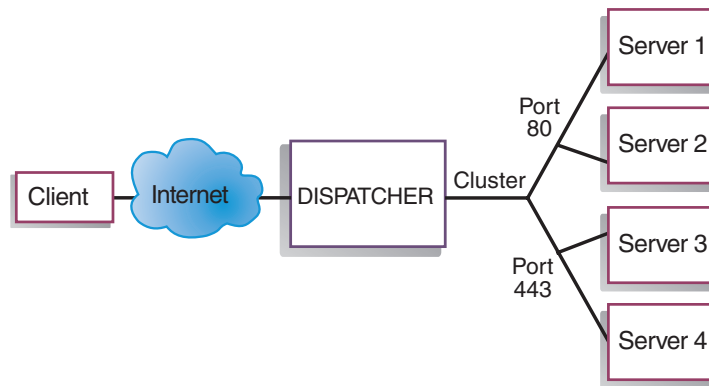 Client
Internet
DISPATCHER
Cluster
Port
80
Port
443
Server 1
Server 2
Server 3
Server 4